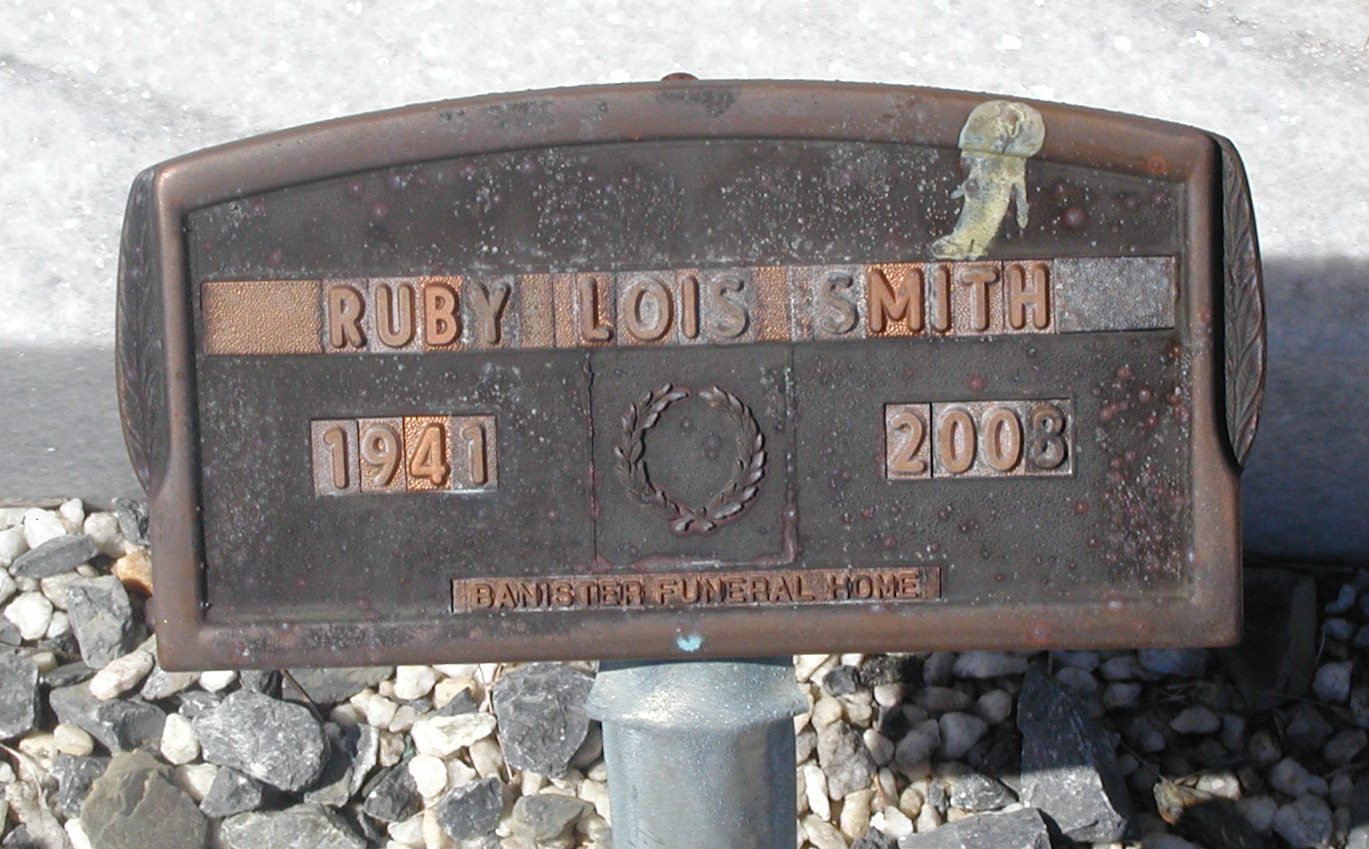 RUBY LOIS SMITH
1941 2008
BANISTER FUNERAL HOME